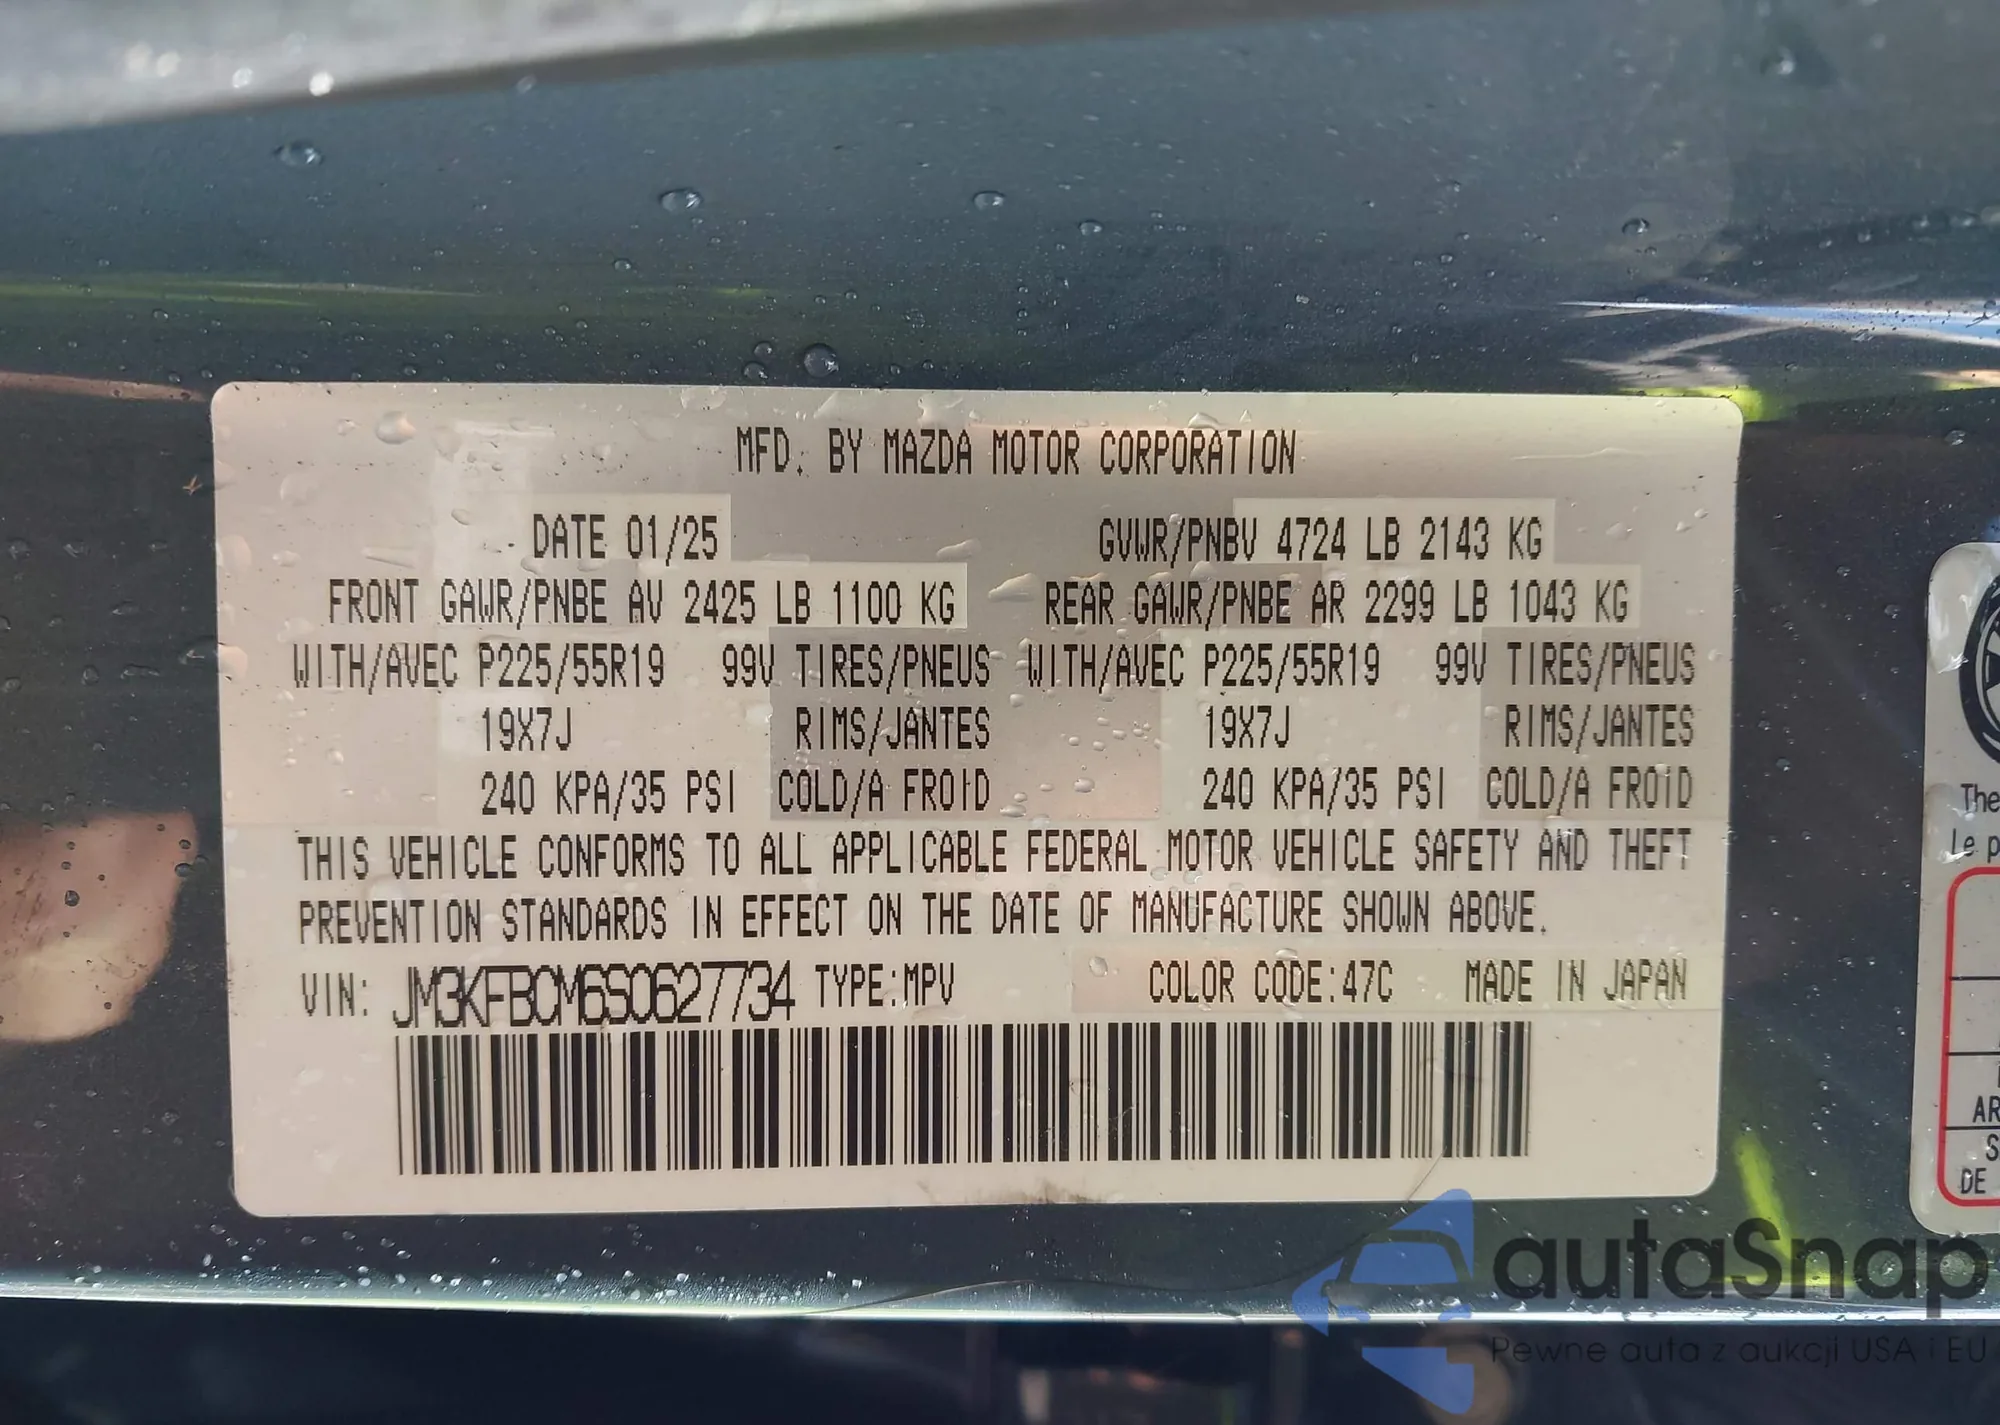 MFD. BY MAZDA MOTOR CORPORATION
DATE 01/25 GVWR/PNBV 4724 LB 2143 KG
FRONT GAWR/PNBE AV 2425 LB 1100 KG REAR GAWR/PNBE AR 2299 LB 1043 KG
WITH/AVEC P225/55R19 99V TIRES/PNEUS WITH/AVEC P225/55R19 99V TIRES/PNEUS
19X7J RIMS/JANTES 19X7J RIMS/JANTES
240 KPA/35 PSI COLD/A FROID 240 KPA/35 PSI COLD/A FROID
THIS VEHICLE CONFORMS TO ALL APPLICABLE FEDERAL MOTOR VEHICLE SAFETY AND THEFT
PREVENTION STANDARDS IN EFFECT ON THE DATE OF MANUFACTURE SHOWN ABOVE.
VIN: JM3KFBCM6S0627734 TYPE:MPV COLOR CODE:47C MADE IN JAPAN
The
Le p
AR
S
DE
autaSnap
Pewne auta z aukcji USA i EU